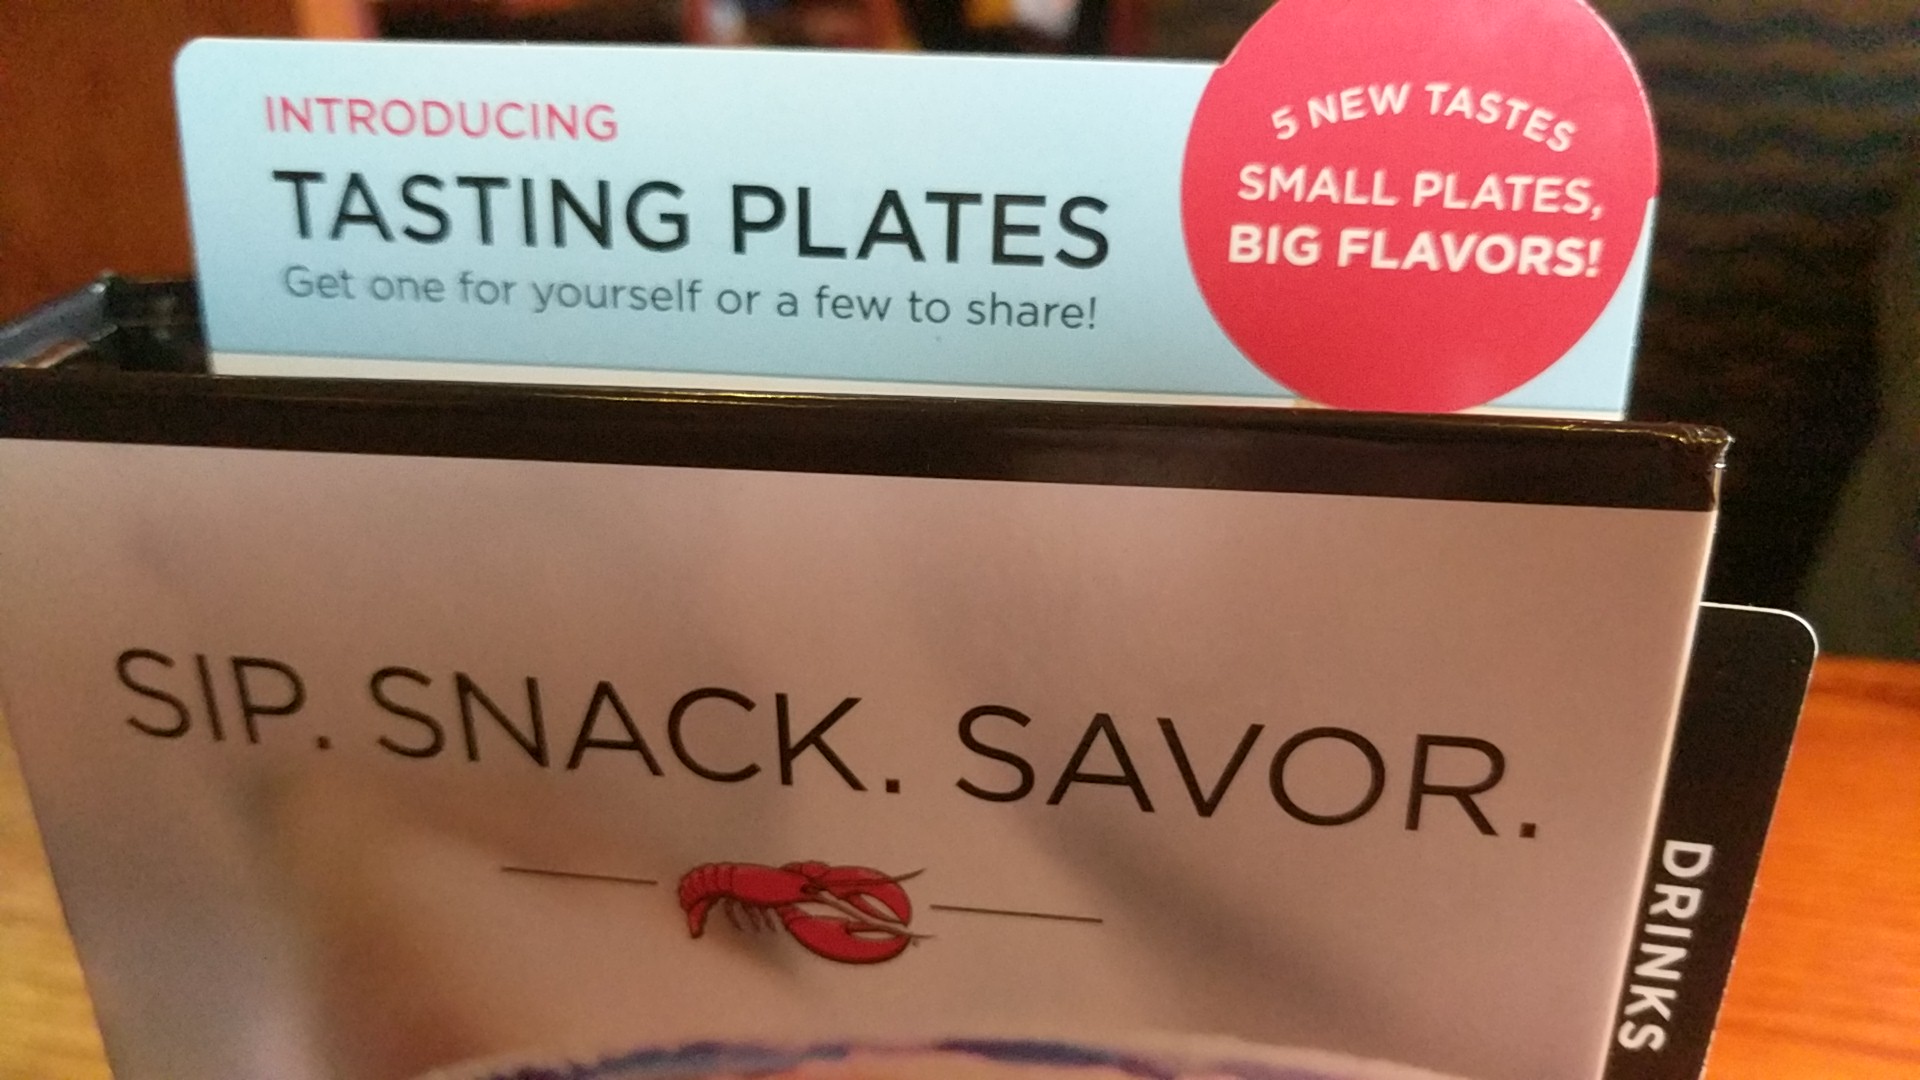 INTRODUCING
TASTING PLATES
Get one for yourself or a few to share!
5 NEW TASTES
SMALL PLATES,
BIG FLAVORS!
SIP. SNACK. SAVOR.
DRINKS